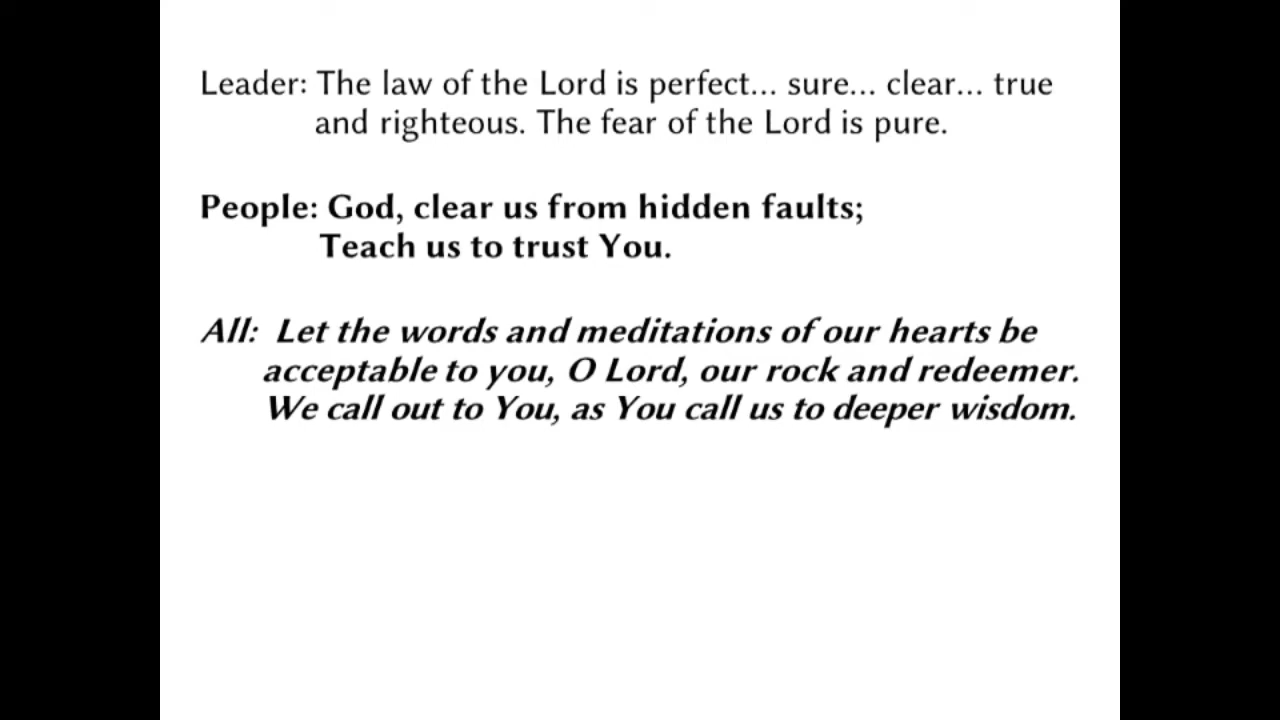 Leader: The law of the Lord is perfect... sure... clear... true
and righteous. The fear of the Lord is pure.
People: God, clear us from hidden faults;
Teach us to trust You.
All: Let the words and meditations of our hearts be
acceptable to you, O Lord, our rock and redeemer.
We call out to You, as You call us to deeper wisdom.